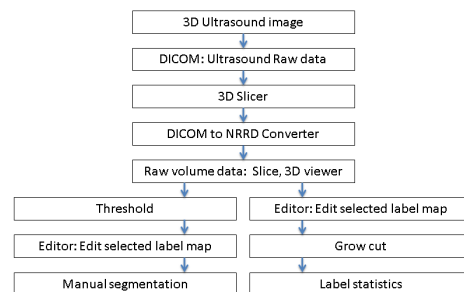 3D Ultrasound image
DICOM: Ultrasound Raw data
3D Slicer
DICOM to NRRD Converter
Raw volume data: Slice, 3D viewer
Threshold
Editor: Edit selected label map
Editor: Edit selected label map
Grow cut
Manual segmentation
Label statistics